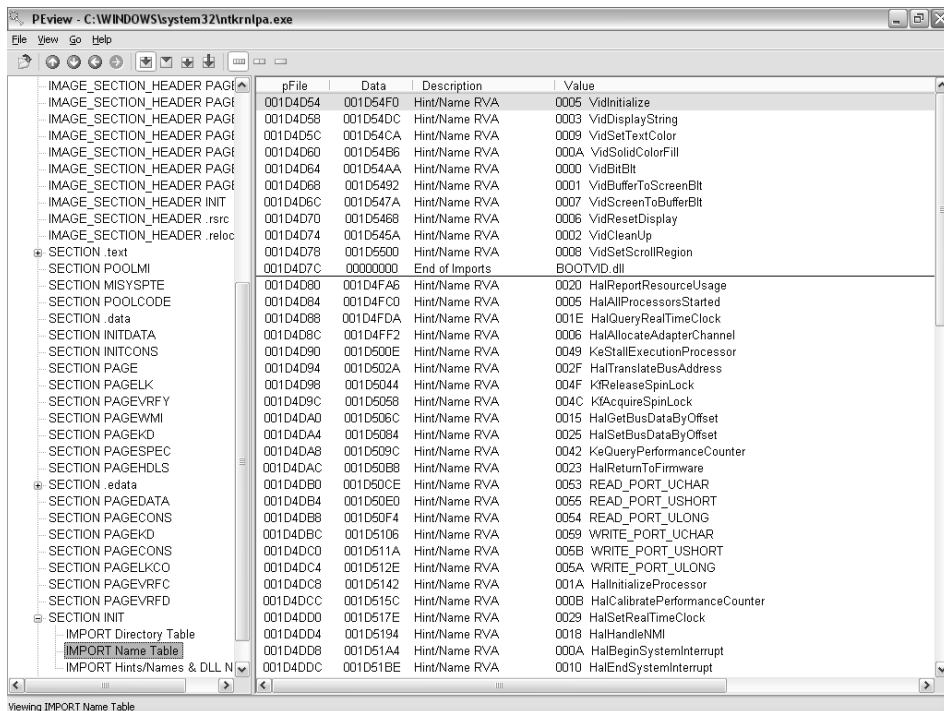 PEview - C:\WINDOWS\system32\ntkrnlpa.exe
File View Go Help
IMAGE_SECTION_HEADER PAGE
IMAGE_SECTION_HEADER PAGE
IMAGE_SECTION_HEADER PAGE
IMAGE_SECTION_HEADER PAGE
IMAGE_SECTION_HEADER PAGE
IMAGE_SECTION_HEADER PAGE
IMAGE_SECTION_HEADER PAGE
IMAGE_SECTION_HEADER INIT
IMAGE_SECTION_HEADER .rsrc
IMAGE_SECTION_HEADER .reloc
SECTION .text
SECTION POOLMI
SECTION MISYSPTE
SECTION POOLCODE
SECTION .data
SECTION INITDATA
SECTION INITCONS
SECTION PAGE
SECTION PAGELK
SECTION PAGEVRFY
SECTION PAGEWMI
SECTION PAGEKD
SECTION PAGESPEC
SECTION PAGEHDLS
SECTION .edata
SECTION PAGEDATA
SECTION PAGECONS
SECTION PAGEKD
SECTION PAGECONS
SECTION PAGELKCO
SECTION PAGEVRFC
SECTION PAGEVRFD
SECTION INIT
IMPORT Directory Table
IMPORT Name Table
IMPORT Hints/Names & DLL N
pFile Data Description Value
001D4D54 001D54F0 Hint/Name RVA 0005 VidInitialize
001D4D58 001D54DC Hint/Name RVA 0003 VidDisplayString
001D4D5C 001D54CA Hint/Name RVA 0009 VidSetTextColor
001D4D60 001D54B6 Hint/Name RVA 000A VidSolidColorFill
001D4D64 001D54AA Hint/Name RVA 0000 VidBitBlt
001D4D68 001D5492 Hint/Name RVA 0001 VidBufferToScreenBlt
001D4D6C 001D547A Hint/Name RVA 0007 VidScreenToBufferBlt
001D4D70 001D5468 Hint/Name RVA 0006 VidResetDisplay
001D4D74 001D545A Hint/Name RVA 0002 VidCleanUp
001D4D78 001D5500 Hint/Name RVA 0008 VidSetScrollRegion
001D4D7C 00000000 End of Imports BOOTVID.dll
001D4D80 001D4FA6 Hint/Name RVA 0020 HalReportResourceUsage
001D4D84 001D4FC0 Hint/Name RVA 0005 HalAllProcessorsStarted
001D4D88 001D4FDA Hint/Name RVA 001E HalQueryRealTimeClock
001D4D8C 001D4FF2 Hint/Name RVA 0006 HalAllocateAdapterChannel
001D4D90 001D500E Hint/Name RVA 0049 KeStallExecutionProcessor
001D4D94 001D502A Hint/Name RVA 002F HalTranslateBusAddress
001D4D98 001D5044 Hint/Name RVA 004F KfReleaseSpinLock
001D4D9C 001D5058 Hint/Name RVA 004C KfAcquireSpinLock
001D4DA0 001D506C Hint/Name RVA 0015 HalGetBusDataByOffset
001D4DA4 001D5084 Hint/Name RVA 0025 HalSetBusDataByOffset
001D4DA8 001D509C Hint/Name RVA 0042 KeQueryPerformanceCounter
001D4DAC 001D50B8 Hint/Name RVA 0023 HalReturnToFirmware
001D4DB0 001D50CE Hint/Name RVA 0053 READ_PORT_UCHAR
001D4DB4 001D50E0 Hint/Name RVA 0055 READ_PORT_USHORT
001D4DB8 001D50F4 Hint/Name RVA 0054 READ_PORT_ULONG
001D4DBC 001D5106 Hint/Name RVA 0059 WRITE_PORT_UCHAR
001D4DC0 001D511A Hint/Name RVA 005B WRITE_PORT_USHORT
001D4DC4 001D512E Hint/Name RVA 005A WRITE_PORT_ULONG
001D4DC8 001D5142 Hint/Name RVA 001A HalInitializeProcessor
001D4DCC 001D515C Hint/Name RVA 000B HalCalibratePerformanceCounter
001D4DD0 001D517E Hint/Name RVA 0029 HalSetRealTimeClock
001D4DD4 001D5194 Hint/Name RVA 0018 HalHandleNMI
001D4DD8 001D51A4 Hint/Name RVA 000A HalBeginSystemInterrupt
001D4DDC 001D51BE Hint/Name RVA 0010 HalEndSystemInterrupt
Viewing IMPORT Name Table